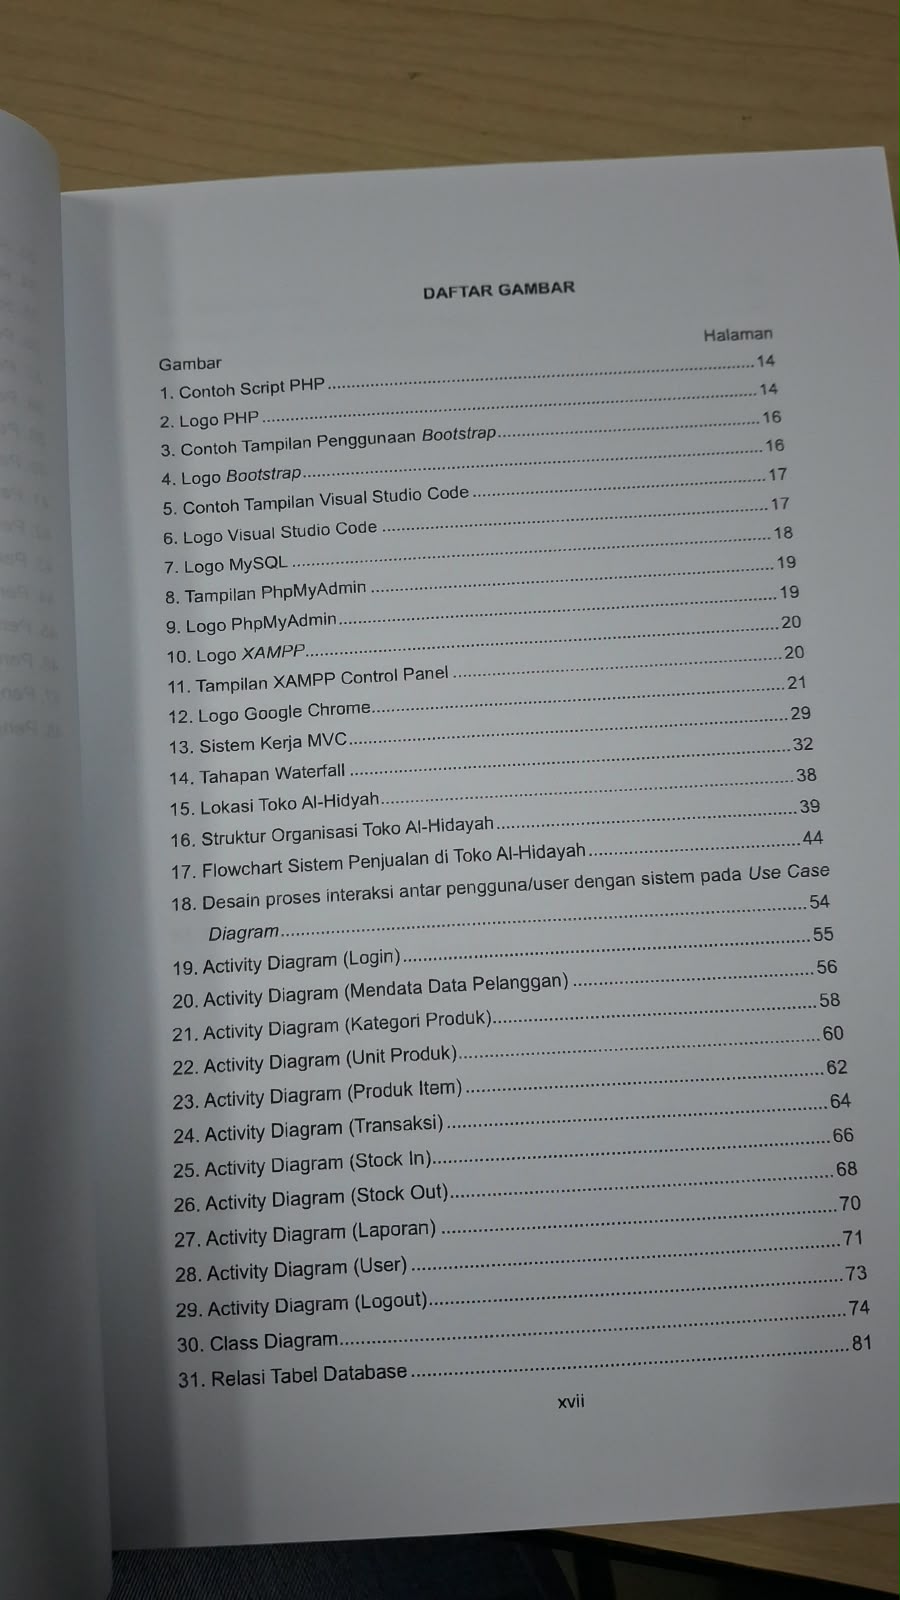 DAFTAR GAMBAR
Gambar Halaman
1. Contoh Script PHP ........ 14
2. Logo PHP ........ 14
3. Contoh Tampilan Penggunaan Bootstrap ........ 16
4. Logo Bootstrap ........ 16
5. Contoh Tampilan Visual Studio Code ........ 17
6. Logo Visual Studio Code ........ 17
7. Logo MySQL ........ 18
8. Tampilan PhpMyAdmin ........ 19
9. Logo PhpMyAdmin ........ 19
10. Logo XAMPP ........ 20
11. Tampilan XAMPP Control Panel ........ 20
12. Logo Google Chrome ........ 21
13. Sistem Kerja MVC ........ 29
14. Tahapan Waterfall ........ 32
15. Lokasi Toko Al-Hidyah ........ 38
16. Struktur Organisasi Toko Al-Hidayah ........ 39
17. Flowchart Sistem Penjualan di Toko Al-Hidayah ........ 44
18. Desain proses interaksi antar pengguna/user dengan sistem pada Use Case
Diagram ........ 54
19. Activity Diagram (Login) ........ 55
20. Activity Diagram (Mendata Data Pelanggan) ........ 56
21. Activity Diagram (Kategori Produk) ........ 58
22. Activity Diagram (Unit Produk) ........ 60
23. Activity Diagram (Produk Item) ........ 62
24. Activity Diagram (Transaksi) ........ 64
25. Activity Diagram (Stock In) ........ 66
26. Activity Diagram (Stock Out) ........ 68
27. Activity Diagram (Laporan) ........ 70
28. Activity Diagram (User) ........ 71
29. Activity Diagram (Logout) ........ 73
30. Class Diagram ........ 74
31. Relasi Tabel Database ........ 81
xvii